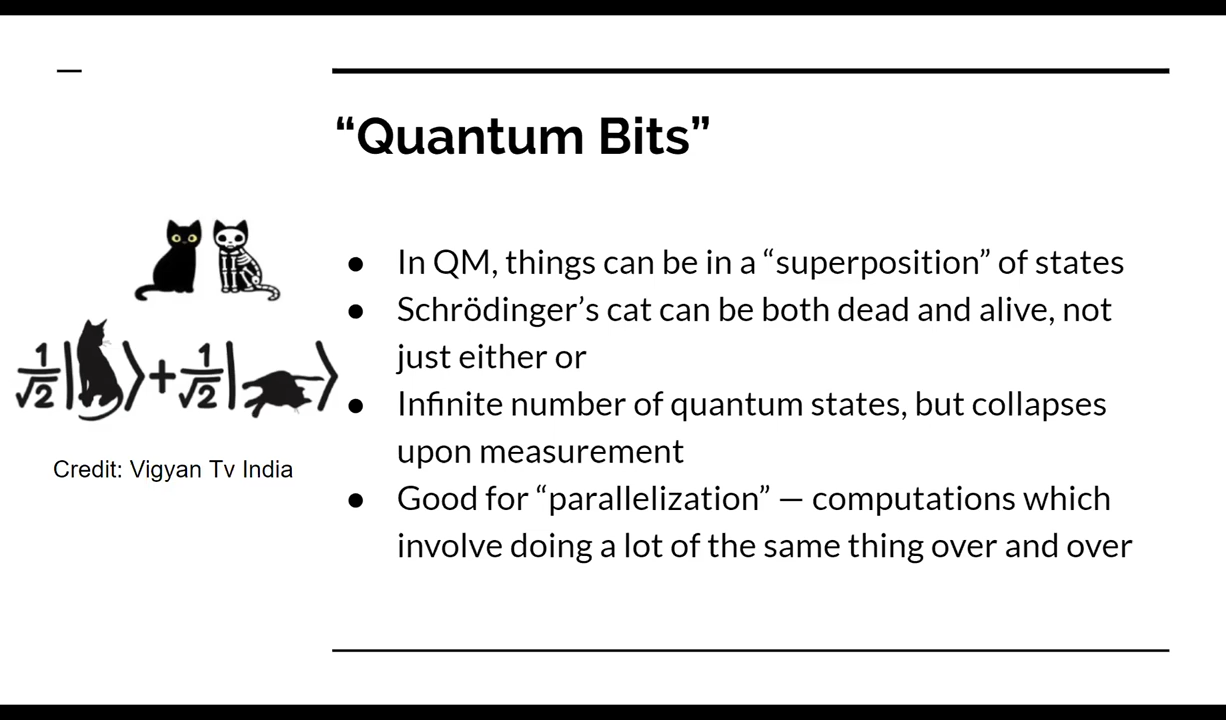 “Quantum Bits”
● In QM, things can be in a “superposition” of states
● Schrödinger’s cat can be both dead and alive, not
just either or
● Infinite number of quantum states, but collapses
upon measurement
● Good for “parallelization” — computations which
involve doing a lot of the same thing over and over
1/√2| ⟩+1/√2| ⟩
Credit: Vigyan Tv India